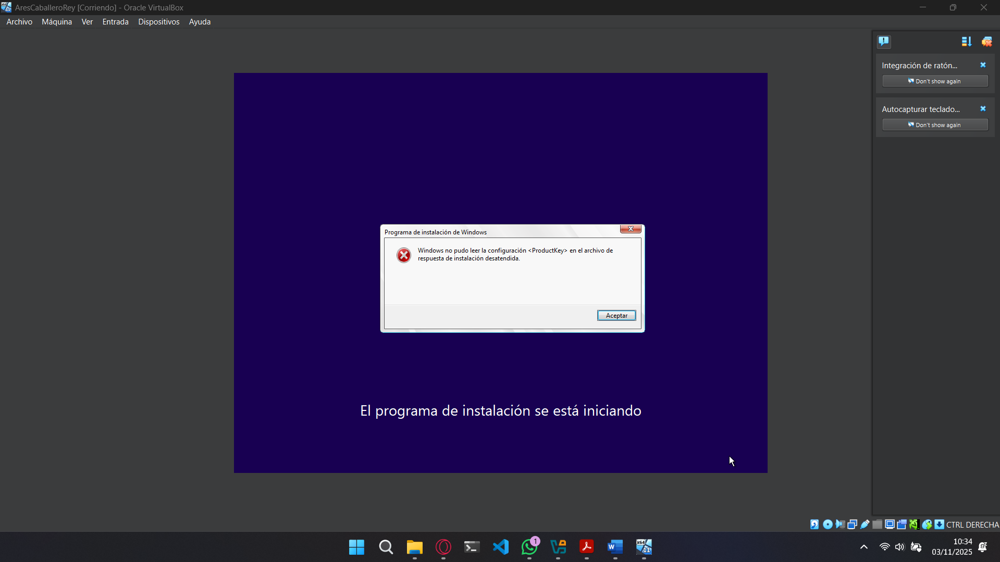 AresCaballeroRey [Corriendo] - Oracle VirtualBox
Archivo Máquina Ver Entrada Dispositivos Ayuda
Integración de ratón...
Don't show again
Autocapturar teclado...
Don't show again
Programa de instalación de Windows
Windows no pudo leer la configuración <ProductKey> en el archivo de
respuesta de instalación desatendida.
Aceptar
El programa de instalación se está iniciando
CTRL DERECHA
1
x64
11
10:34
03/11/2025